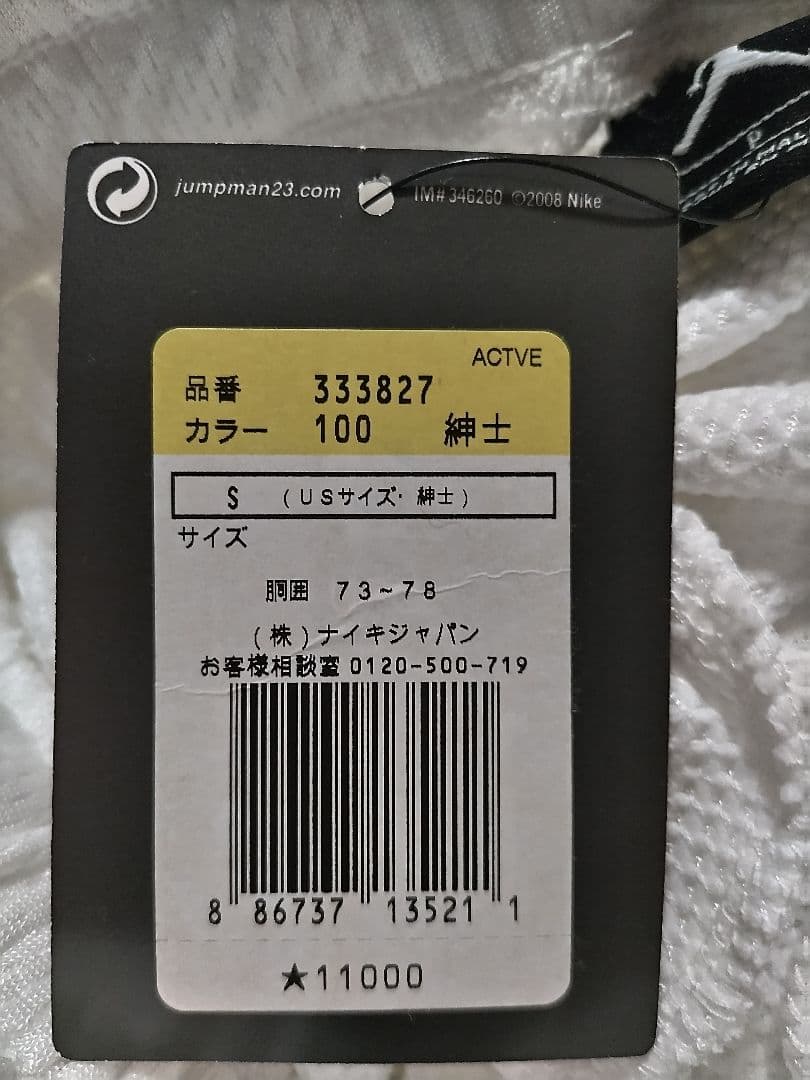 jumpman23.com
IM# 346260 ©2008 Nike
ACTVE
品番 333827
カラー 100 紳士
S (USサイズ・紳士)
サイズ
胴囲 73~78
(株)ナイキジャパン
お客様相談室 0120-500-719
8 86737 13521 1
★11000